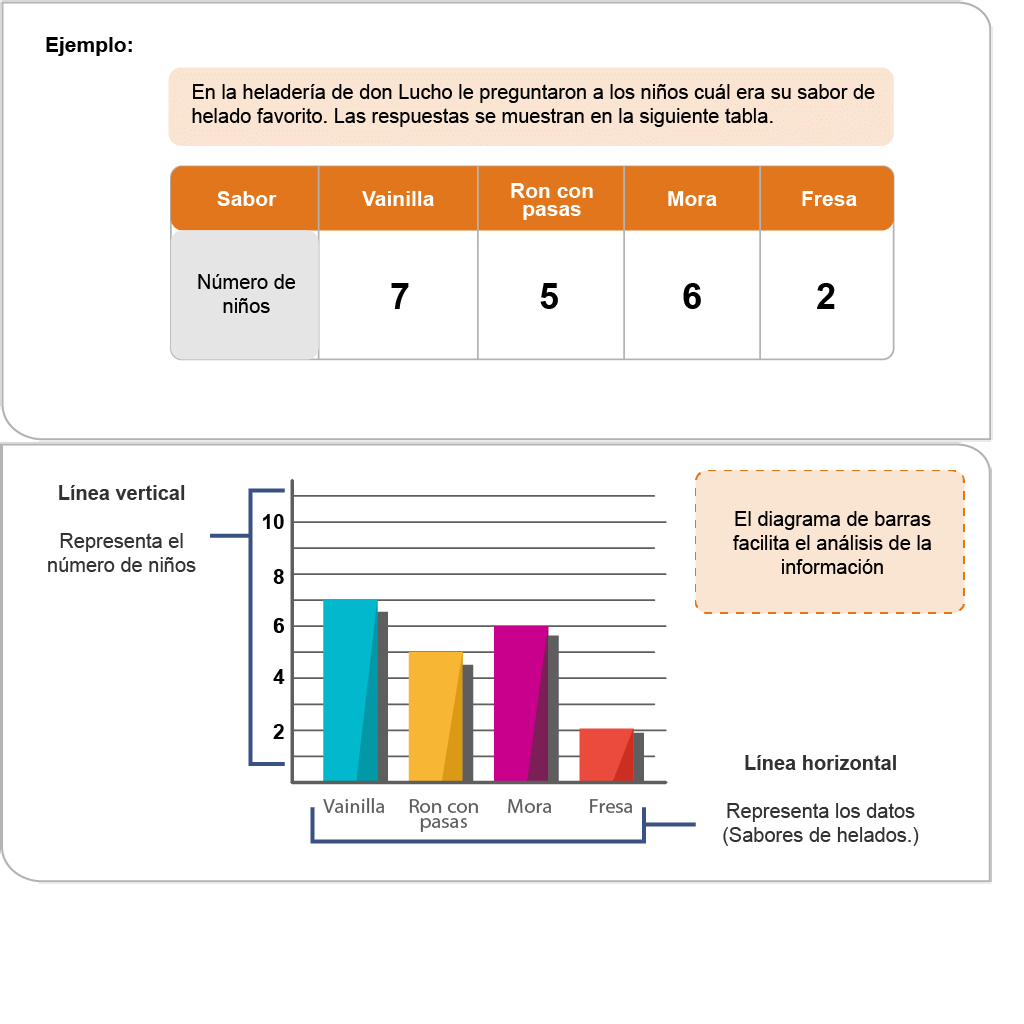 Ejemplo:
En la heladería de don Lucho le preguntaron a los niños cuál era su sabor de
helado favorito. Las respuestas se muestran en la siguiente tabla.
Sabor
Vainilla
Ron con
pasas
Mora
Fresa
Número de
niños
7
5
6
2
Línea vertical
Representa el
número de niños
10
8
6
4
2
Vainilla
Ron con
pasas
Mora
Fresa
El diagrama de barras
facilita el análisis de la
información
Línea horizontal
Representa los datos
(Sabores de helados.)